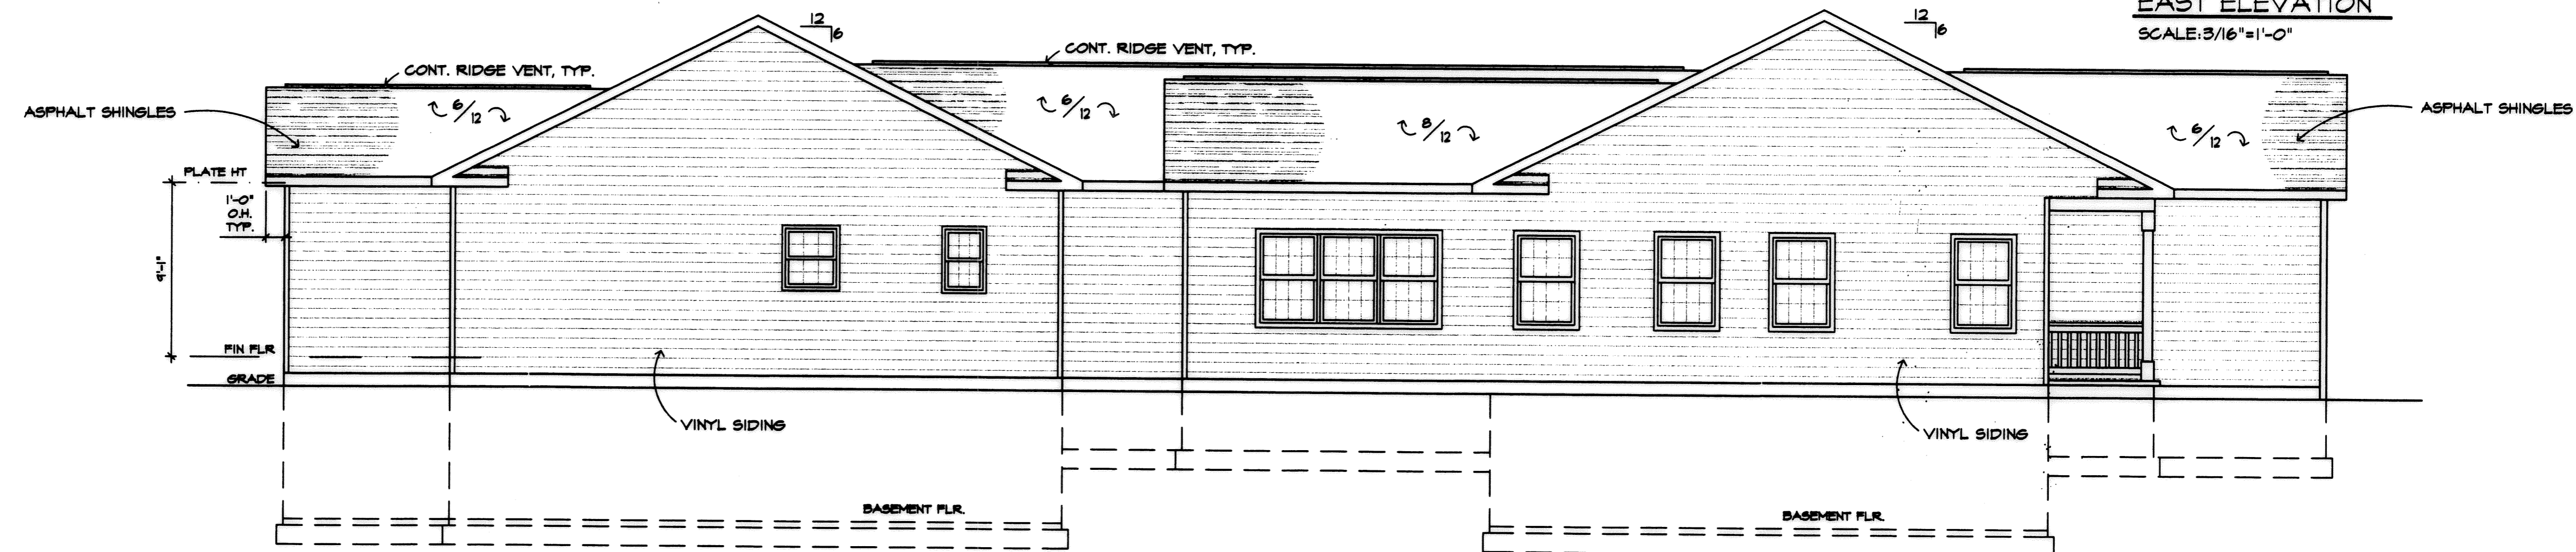 EAST ELEVATION
SCALE:3/16"=1'-0"
12
6
12
6
CONT. RIDGE VENT, TYP.
CONT. RIDGE VENT, TYP.
ASPHALT SHINGLES
6/12
6/12
8/12
6/12
ASPHALT SHINGLES
PLATE HT
1'-0"
O.H.
TYP.
9'-1"
FIN FLR
GRADE
VINYL SIDING
VINYL SIDING
BASEMENT FLR.
BASEMENT FLR.